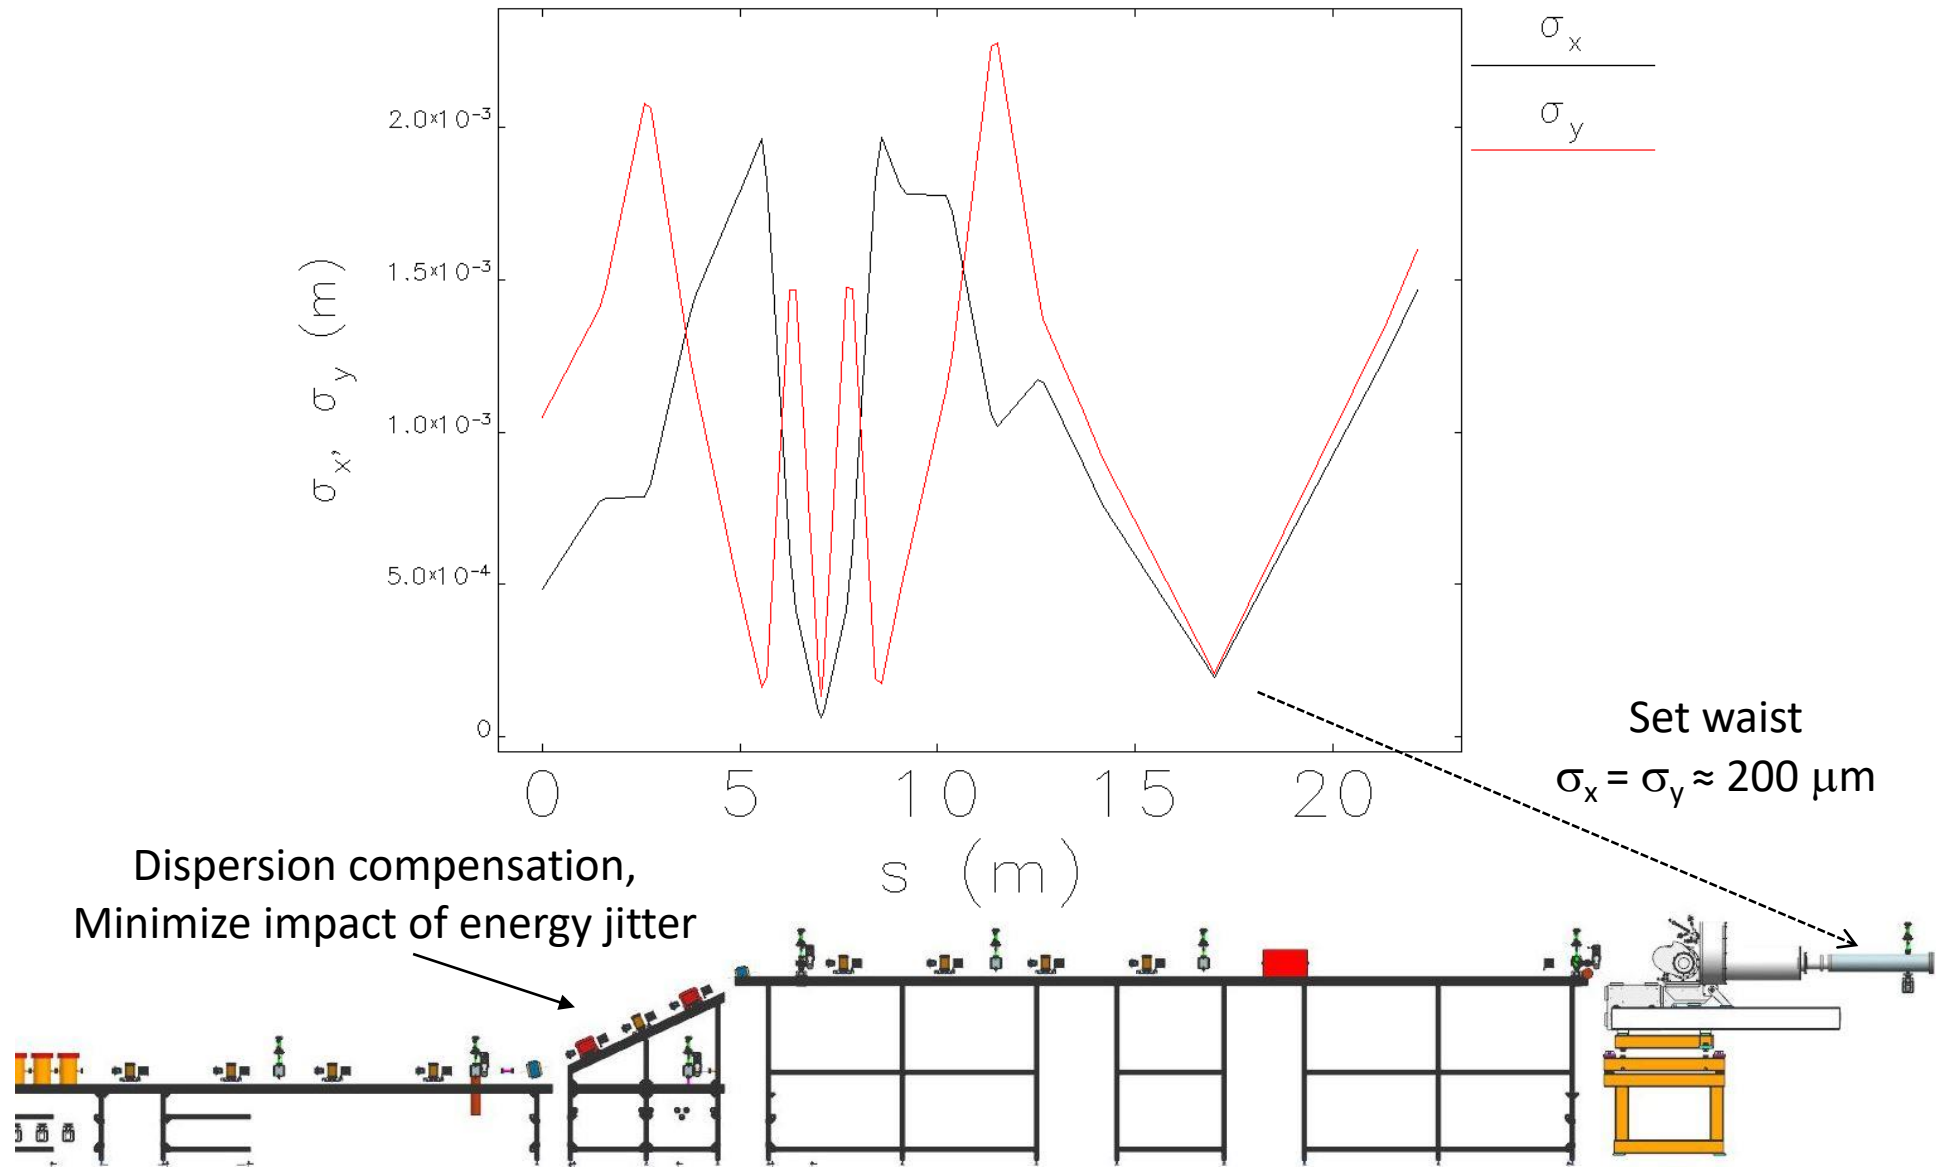 σx
σy
2.0×10⁻³
1.5×10⁻³
1.0×10⁻³
5.0×10⁻⁴
0
σx, σy (m)
0 5 10 15 20
s (m)
Set waist
σx = σy ≈ 200 μm
Dispersion compensation,
Minimize impact of energy jitter